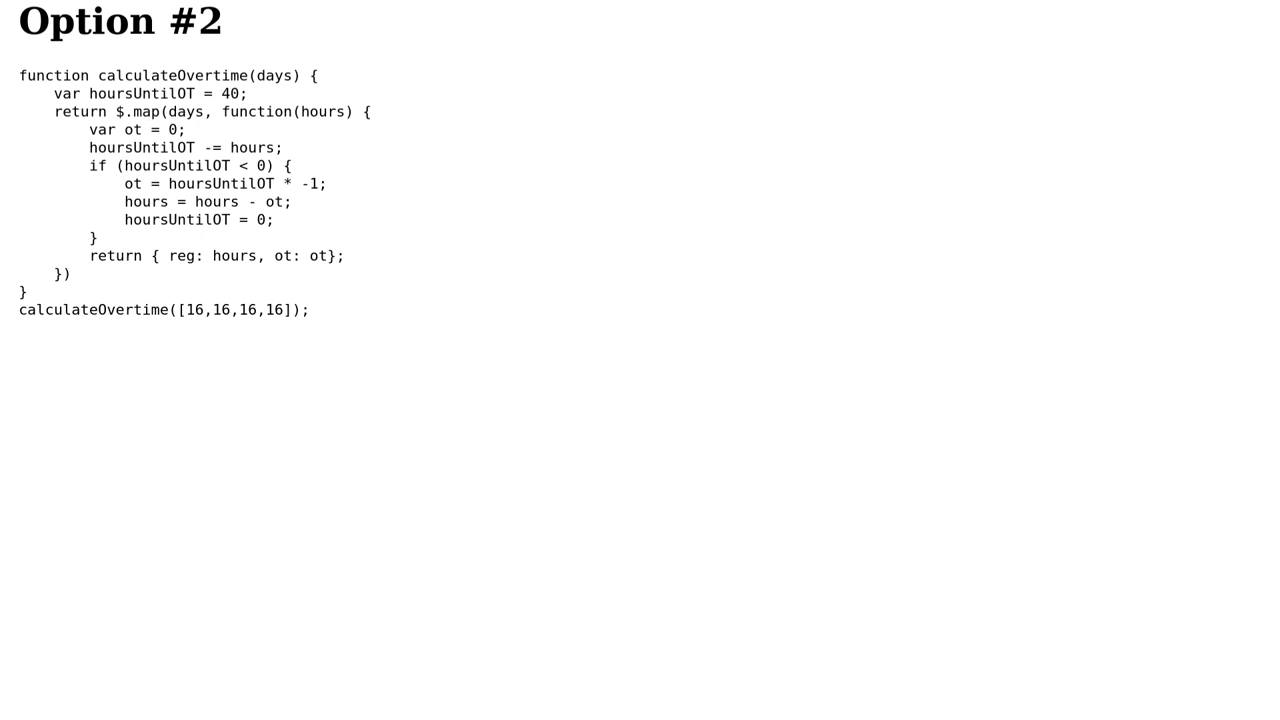 Option #2
function calculateOvertime(days) {
    var hoursUntilOT = 40;
    return $.map(days, function(hours) {
        var ot = 0;
        hoursUntilOT -= hours;
        if (hoursUntilOT < 0) {
            ot = hoursUntilOT * -1;
            hours = hours - ot;
            hoursUntilOT = 0;
        }
        return { reg: hours, ot: ot};
    })
}
calculateOvertime([16,16,16,16]);